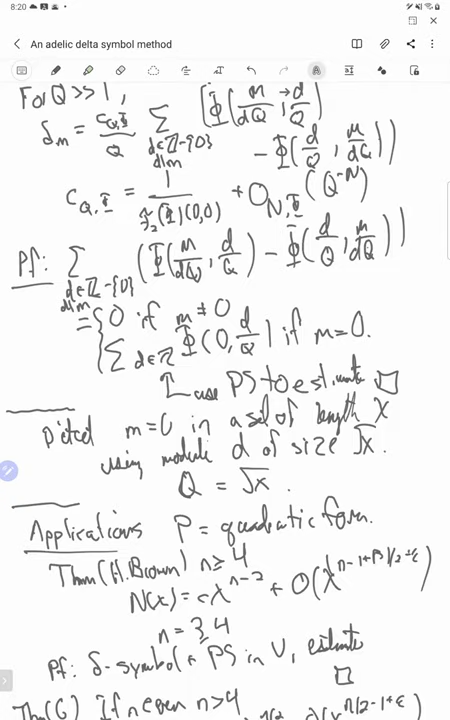 8:20
An adelic delta symbol method
For Q >> 1,
δ_m = c_{Q,Φ}/Q Σ_{d∈ℤ-{0}, d|m} [Φ(m/dQ, d/Q) - Φ(d/Q, m/dQ)]
c_{Q,Φ} = 1/(Φ)(0,0) + O_{N,Φ}(Q^{-N})
Pf: Σ_{d∈ℤ-{0}, d|m} (Φ(m/dQ, d/Q) - Φ(d/Q, m/dQ))
= { 0 if m ≠ 0
Σ_{d∈ℤ} Φ(0, d/Q) if m=0.
use PS to estimate □
Detect m=0 in a set of length X
using moduli d of size √X.
Q = √X.
Applications P = quadratic form.
Thm (H. Brown) n≥4
N(X) = cX^{n-2} + O(X^{(n-1+β)/2+ε})
n = 3, 4
Pf: δ-symbol + PS in V, estimate
□
Thm(G) If n even n>4